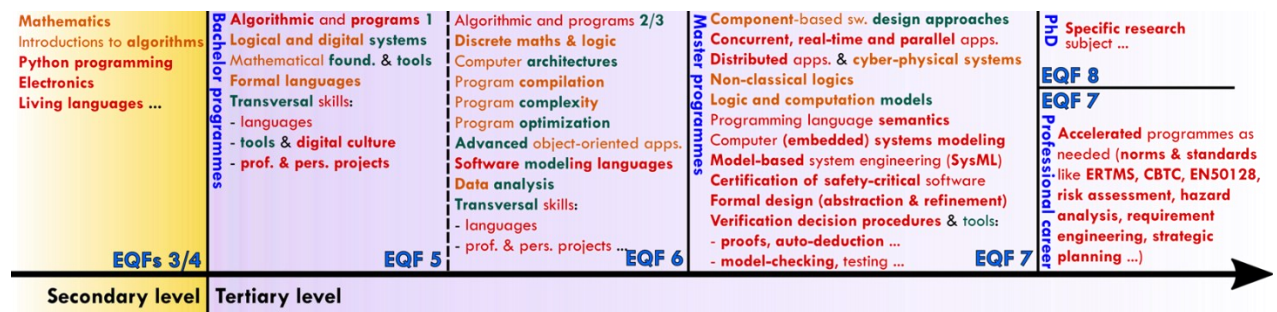 Mathematics
Introductions to algorithms
Python programming
Electronics
Living languages ...
EQFs 3/4
Bachelor programmes
Algorithmic and programs 1
Logical and digital systems
Mathematical found. & tools
Formal languages
Transversal skills:
- languages
- tools & digital culture
- prof. & pers. projects
EQF 5
Algorithmic and programs 2/3
Discrete maths & logic
Computer architectures
Program compilation
Program complexity
Program optimization
Advanced object-oriented apps.
Software modeling languages
Data analysis
Transversal skills:
- languages
- prof. & pers. projects ...
EQF 6
Master programmes
Component-based sw. design approaches
Concurrent, real-time and parallel apps.
Distributed apps. & cyber-physical systems
Non-classical logics
Logic and computation models
Programming language semantics
Computer (embedded) systems modeling
Model-based system engineering (SysML)
Certification of safety-critical software
Formal design (abstraction & refinement)
Verification decision procedures & tools:
- proofs, auto-deduction ...
- model-checking, testing ...
EQF 7
PhD
Specific research
subject ...
EQF 8
EQF 7
Professional career
Accelerated programmes as
needed (norms & standards
like ERTMS, CBTC, EN50128,
risk assessment, hazard
analysis, requirement
engineering, strategic
planning ...)
Secondary level
Tertiary level